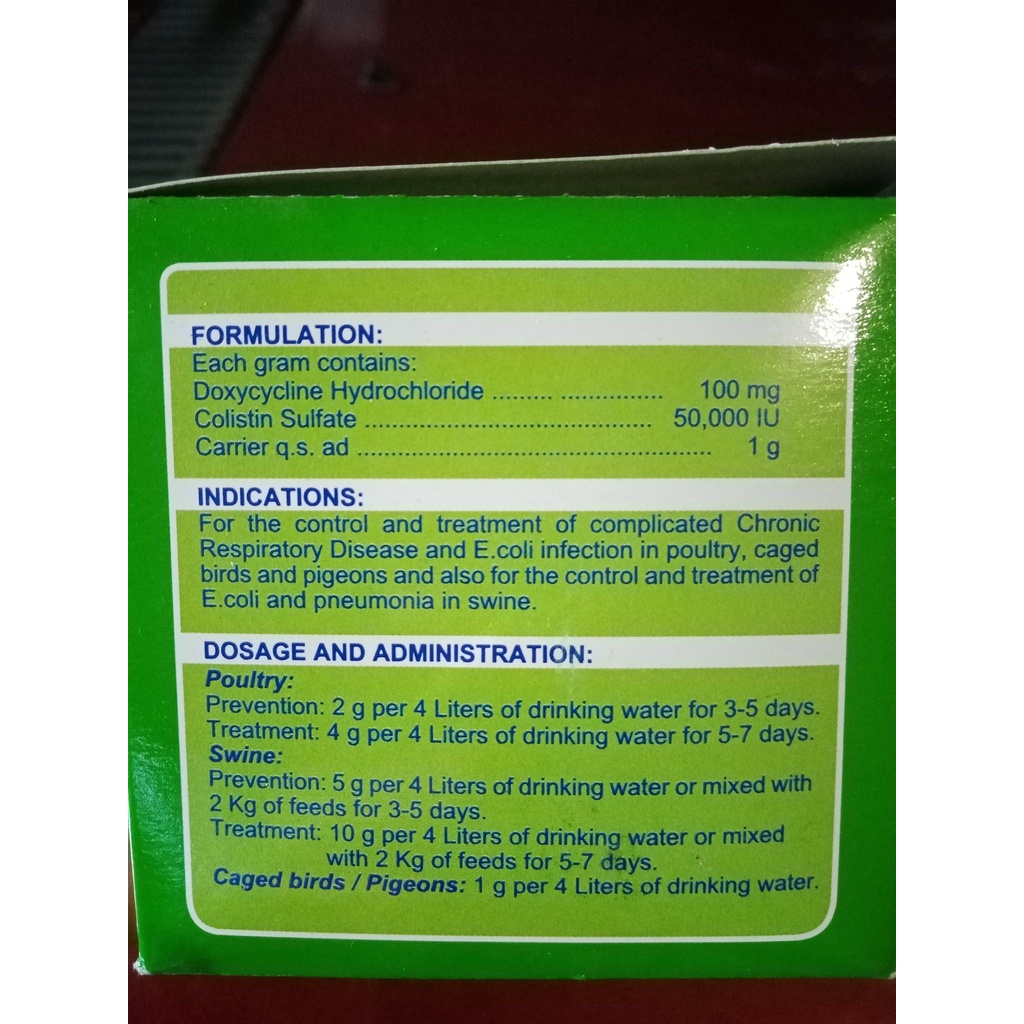 FORMULATION:
Each gram contains:
Doxycycline Hydrochloride ......... ............... 100 mg
Colistin Sulfate .......................................... 50,000 IU
Carrier q.s. ad .................................................... 1 g
INDICATIONS:
For the control and treatment of complicated Chronic
Respiratory Disease and E.coli infection in poultry, caged
birds and pigeons and also for the control and treatment of
E.coli and pneumonia in swine.
DOSAGE AND ADMINISTRATION:
Poultry:
Prevention: 2 g per 4 Liters of drinking water for 3-5 days.
Treatment: 4 g per 4 Liters of drinking water for 5-7 days.
Swine:
Prevention: 5 g per 4 Liters of drinking water or mixed with
2 Kg of feeds for 3-5 days.
Treatment: 10 g per 4 Liters of drinking water or mixed
with 2 Kg of feeds for 5-7 days.
Caged birds / Pigeons: 1 g per 4 Liters of drinking water.